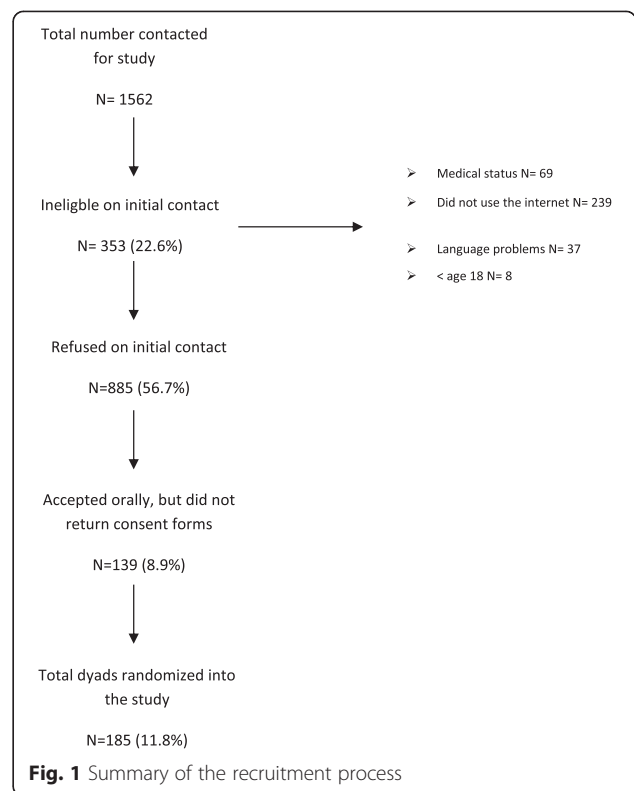 Total number contacted
for study
N= 1562
Ineligble on initial contact
N= 353 (22.6%)
➢ Medical status N= 69
➢ Did not use the internet N= 239
➢ Language problems N= 37
➢ < age 18 N= 8
Refused on initial contact
N=885 (56.7%)
Accepted orally, but did not
return consent forms
N=139 (8.9%)
Total dyads randomized into
the study
N=185 (11.8%)
Fig. 1 Summary of the recruitment process